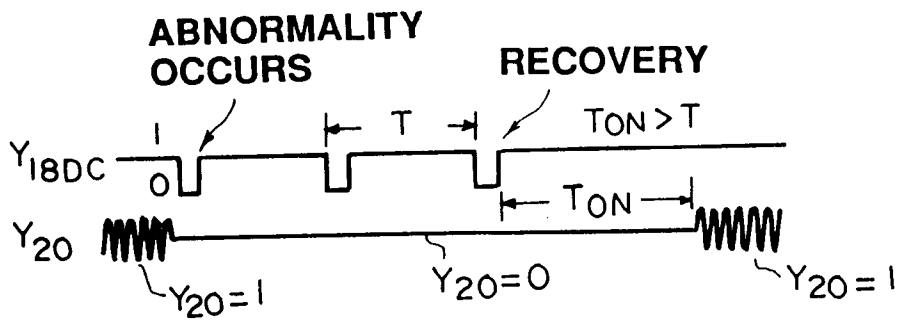 ABNORMALITY
OCCURS
RECOVERY
1
T
TON > T
Y18DC
0
TON
Y20
Y20=1
Y20=0
Y20=1